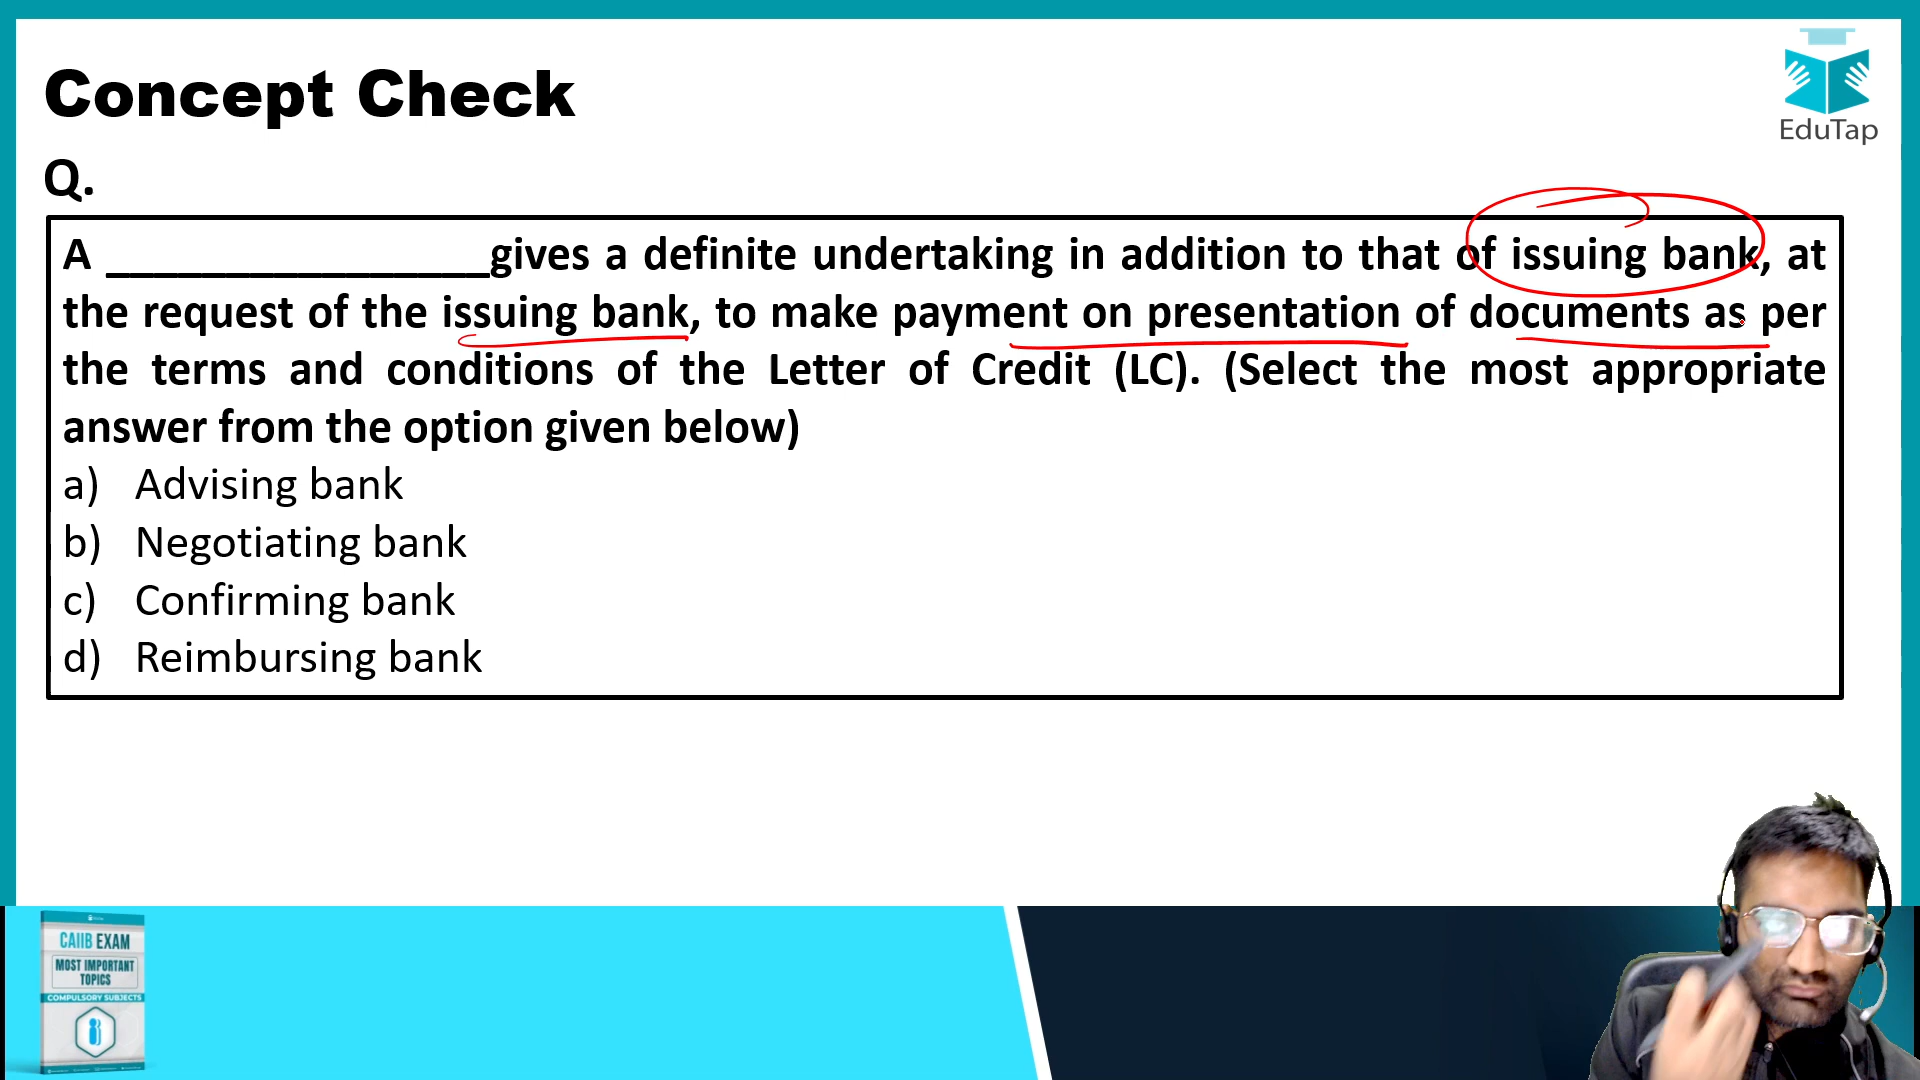 Concept Check
EduTap
Q.
A ________________gives a definite undertaking in addition to that of issuing bank, at
the request of the issuing bank, to make payment on presentation of documents as per
the terms and conditions of the Letter of Credit (LC). (Select the most appropriate
answer from the option given below)
a) Advising bank
b) Negotiating bank
c) Confirming bank
d) Reimbursing bank
CAIIB EXAM
MOST IMPORTANT
TOPICS
COMPULSORY SUBJECTS